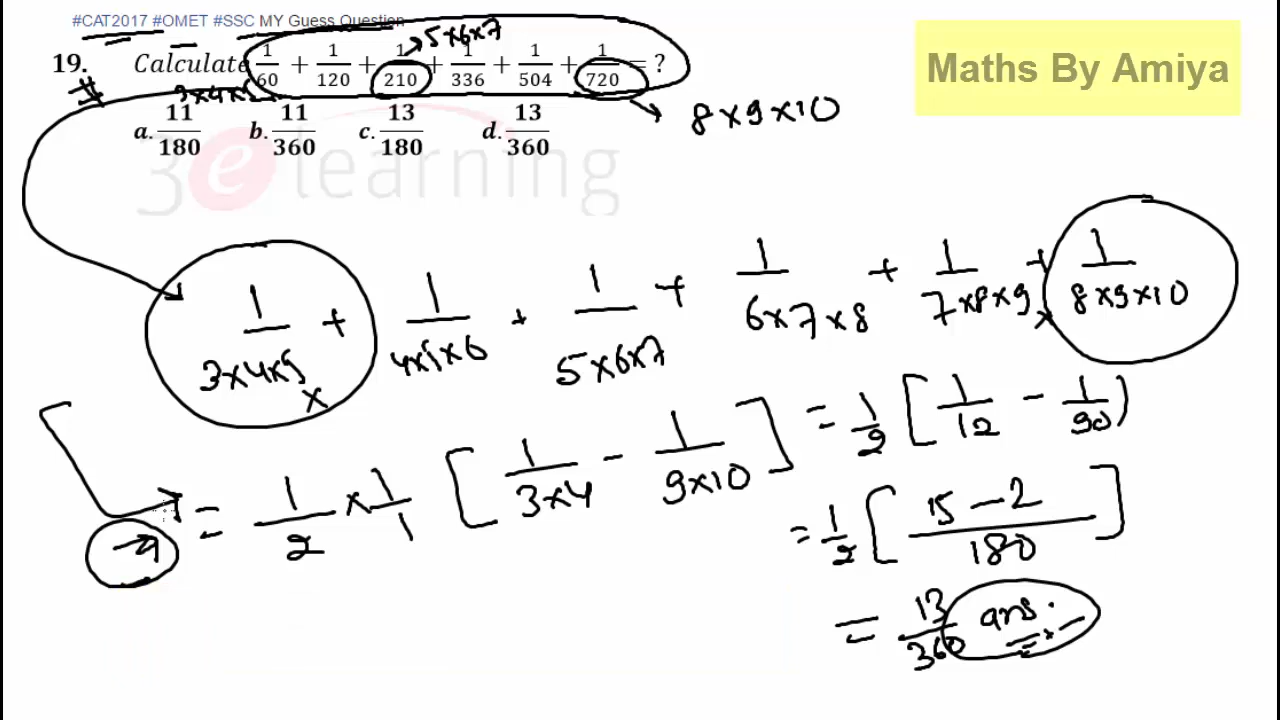 #CAT2017 #OMET #SSC MY Guess Question
Maths By Amiya
19. Calculate 1/60 + 1/120 + 1/210 + 1/336 + 1/504 + 1/720 = ?
5×6×7
3×4×5
8×9×10
a. 11/180 b. 11/360 c. 13/180 d. 13/360
3elearning
1/3×4×5 + 1/4×5×6 + 1/5×6×7 + 1/6×7×8 + 1/7×8×9 + 1/8×9×10
= 1/2 × 1/1 [ 1/3×4 − 1/9×10 ] = 1/2 [ 1/12 − 1/90 )
= 1/2 [ 15 − 2/180 ]
= 13/360 ans.